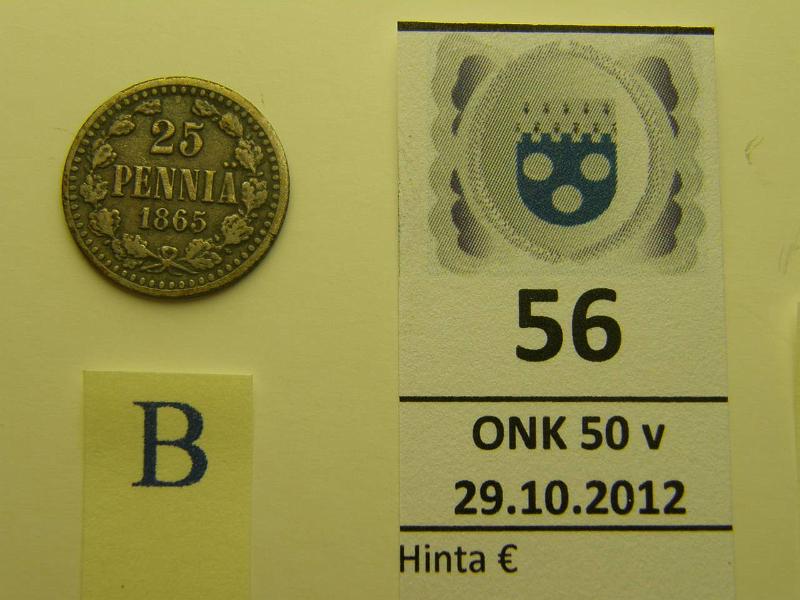 25
PENNIÄ
1865
B
56
ONK 50 v
29.10.2012
Hinta €